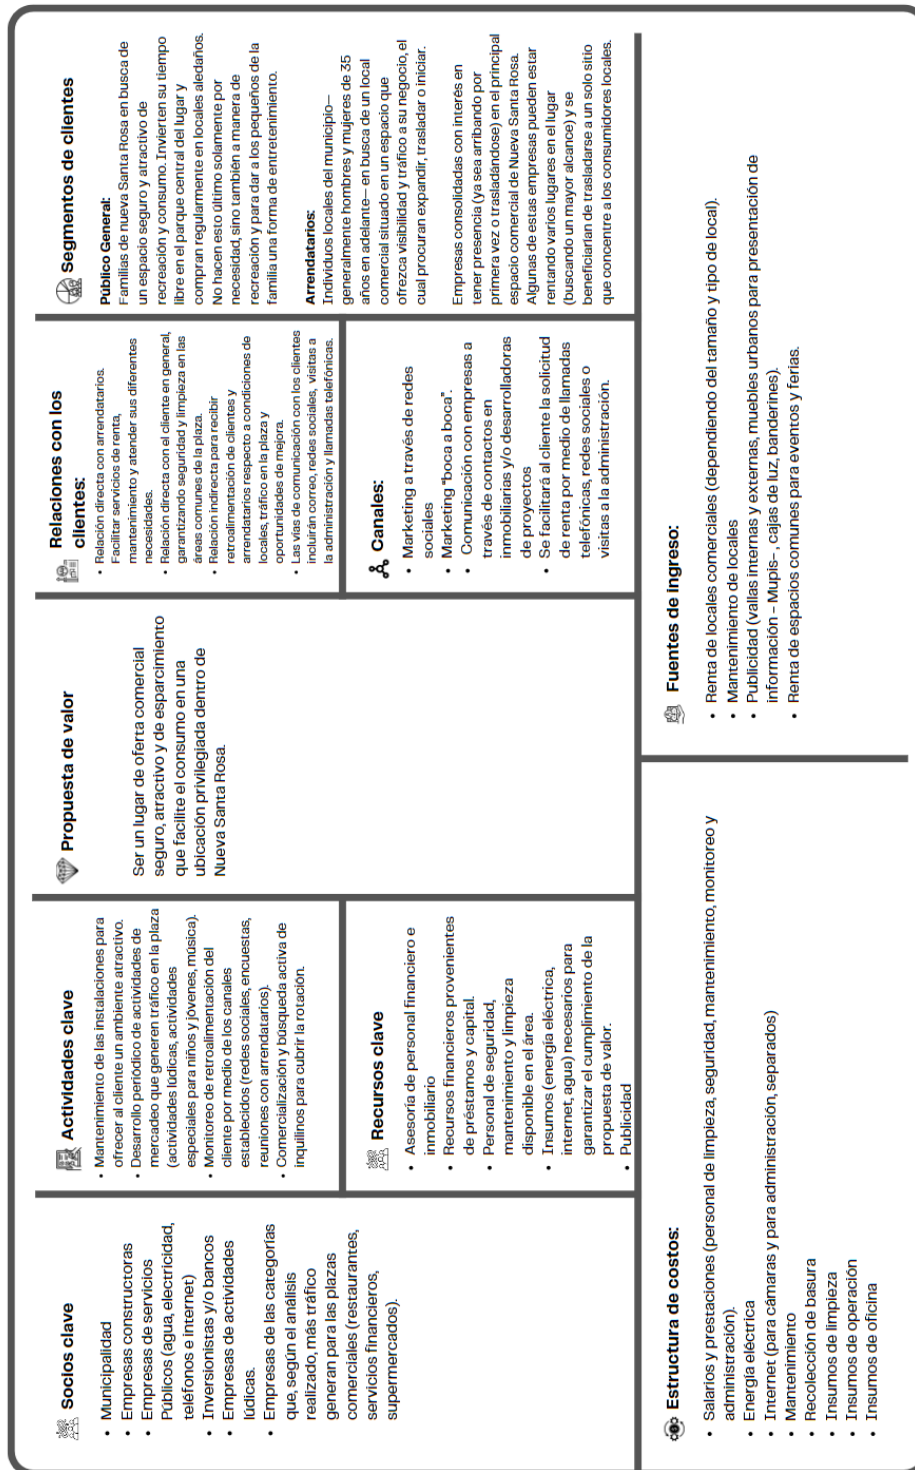 Socios clave
• Municipalidad
• Empresas constructoras
• Empresas de servicios
Públicos (agua, electricidad,
teléfonos e internet)
• Inversionistas y/o bancos
• Empresas de actividades
lúdicas.
• Empresas de las categorías
que, según el análisis
realizado, más tráfico
generan para las plazas
comerciales (restaurantes,
servicios financieros,
supermercados).
Actividades clave
• Mantenimiento de las instalaciones para
ofrecer al cliente un ambiente atractivo.
• Desarrollo periódico de actividades de
mercadeo que generen tráfico en la plaza
(actividades lúdicas, actividades
especiales para niños y jóvenes, música).
• Monitoreo de retroalimentación del
cliente por medio de los canales
establecidos (redes sociales, encuestas,
reuniones con arrendatarios).
• Comercialización y búsqueda activa de
inquilinos para cubrir la rotación.
Recursos clave
• Asesoría de personal financiero e
inmobiliario
• Recursos financieros provenientes
de préstamos y capital.
• Personal de seguridad,
mantenimiento y limpieza
disponible en el área.
• Insumos (energía eléctrica,
internet, agua) necesarios para
garantizar el cumplimiento de la
propuesta de valor.
• Publicidad
Propuesta de valor
Ser un lugar de oferta comercial
seguro, atractivo y de esparcimiento
que facilite el consumo en una
ubicación privilegiada dentro de
Nueva Santa Rosa.
Relaciones con los
clientes:
• Relación directa con arrendatarios.
Facilitar servicios de renta,
mantenimiento y atender sus diferentes
necesidades.
• Relación directa con el cliente en general,
garantizando seguridad y limpieza en las
áreas comunes de la plaza.
• Relación indirecta para recibir
retroalimentación de clientes y
arrendatarios respecto a condiciones de
locales, tráfico en la plaza y
oportunidades de mejora.
• Las vías de comunicación con los clientes
incluirán correo, redes sociales, visitas a
la administración y llamadas telefónicas.
Canales:
• Marketing a través de redes
sociales
• Marketing "boca a boca".
• Comunicación con empresas a
través de contactos en
inmobiliarias y/o desarrolladoras
de proyectos
• Se facilitará al cliente la solicitud
de renta por medio de llamadas
telefónicas, redes sociales o
visitas a la administración.
Segmentos de clientes
Público General:
Familias de nueva Santa Rosa en busca de
un espacio seguro y atractivo de
recreación y consumo. Invierten su tiempo
libre en el parque central del lugar y
compran regularmente en locales aledaños.
No hacen esto último solamente por
necesidad, sino también a manera de
recreación y para dar a los pequeños de la
familia una forma de entretenimiento.
Arrendatarios:
Individuos locales del municipio—
generalmente hombres y mujeres de 35
años en adelante— en busca de un local
comercial situado en un espacio que
ofrezca visibilidad y tráfico a su negocio, el
cual procuran expandir, trasladar o iniciar.
Empresas consolidadas con interés en
tener presencia (ya sea arribando por
primera vez o trasladándose) en el principal
espacio comercial de Nueva Santa Rosa.
Algunas de estas empresas pueden estar
rentando varios lugares en el lugar
(buscando un mayor alcance) y se
beneficiarían de trasladarse a un solo sitio
que concentre a los consumidores locales.
Estructura de costos:
• Salarios y prestaciones (personal de limpieza, seguridad, mantenimiento, monitoreo y
administración).
• Energía eléctrica
• Internet (para cámaras y para administración, separados)
• Mantenimiento
• Recolección de basura
• Insumos de limpieza
• Insumos de operación
• Insumos de oficina
Fuentes de ingreso:
• Renta de locales comerciales (dependiendo del tamaño y tipo de local).
• Mantenimiento de locales
• Publicidad (vallas internas y externas, muebles urbanos para presentación de
información – Mupis– , cajas de luz, banderines).
• Renta de espacios comunes para eventos y ferias.